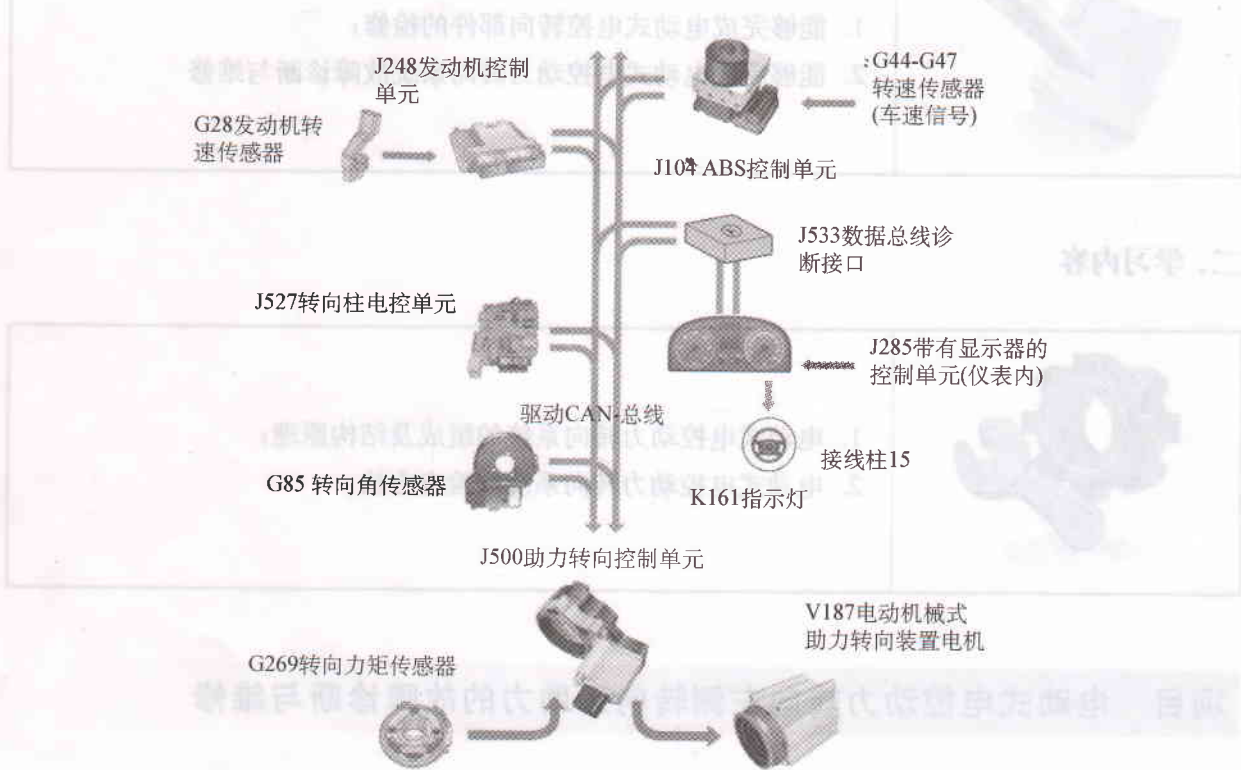 J248发动机控制
单元
:G44-G47
转速传感器
(车速信号)
G28发动机转
速传感器
J104 ABS控制单元
J533数据总线诊
断接口
J527转向柱电控单元
J285带有显示器的
控制单元(仪表内)
驱动CAN-总线
接线柱15
G85 转向角传感器
K161指示灯
J500助力转向控制单元
V187电动机械式
助力转向装置电机
G269转向力矩传感器
二、学习内容